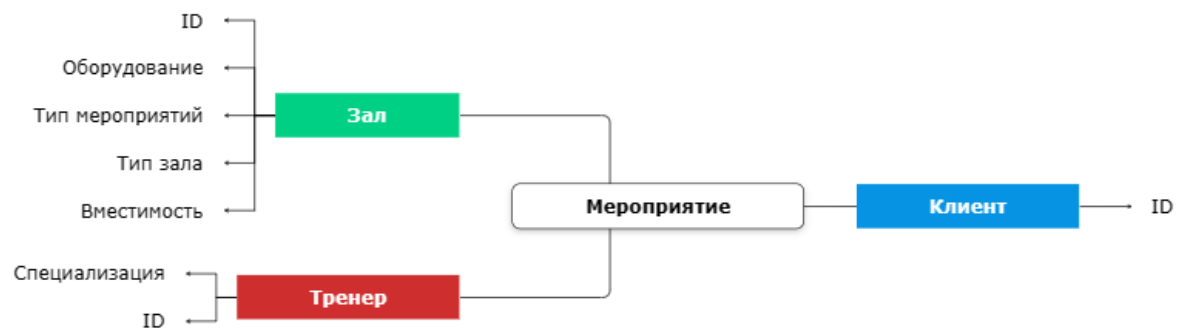 ID
Оборудование
Тип мероприятий
Зал
Тип зала
Вместимость
Мероприятие
Клиент
ID
Специализация
Тренер
ID